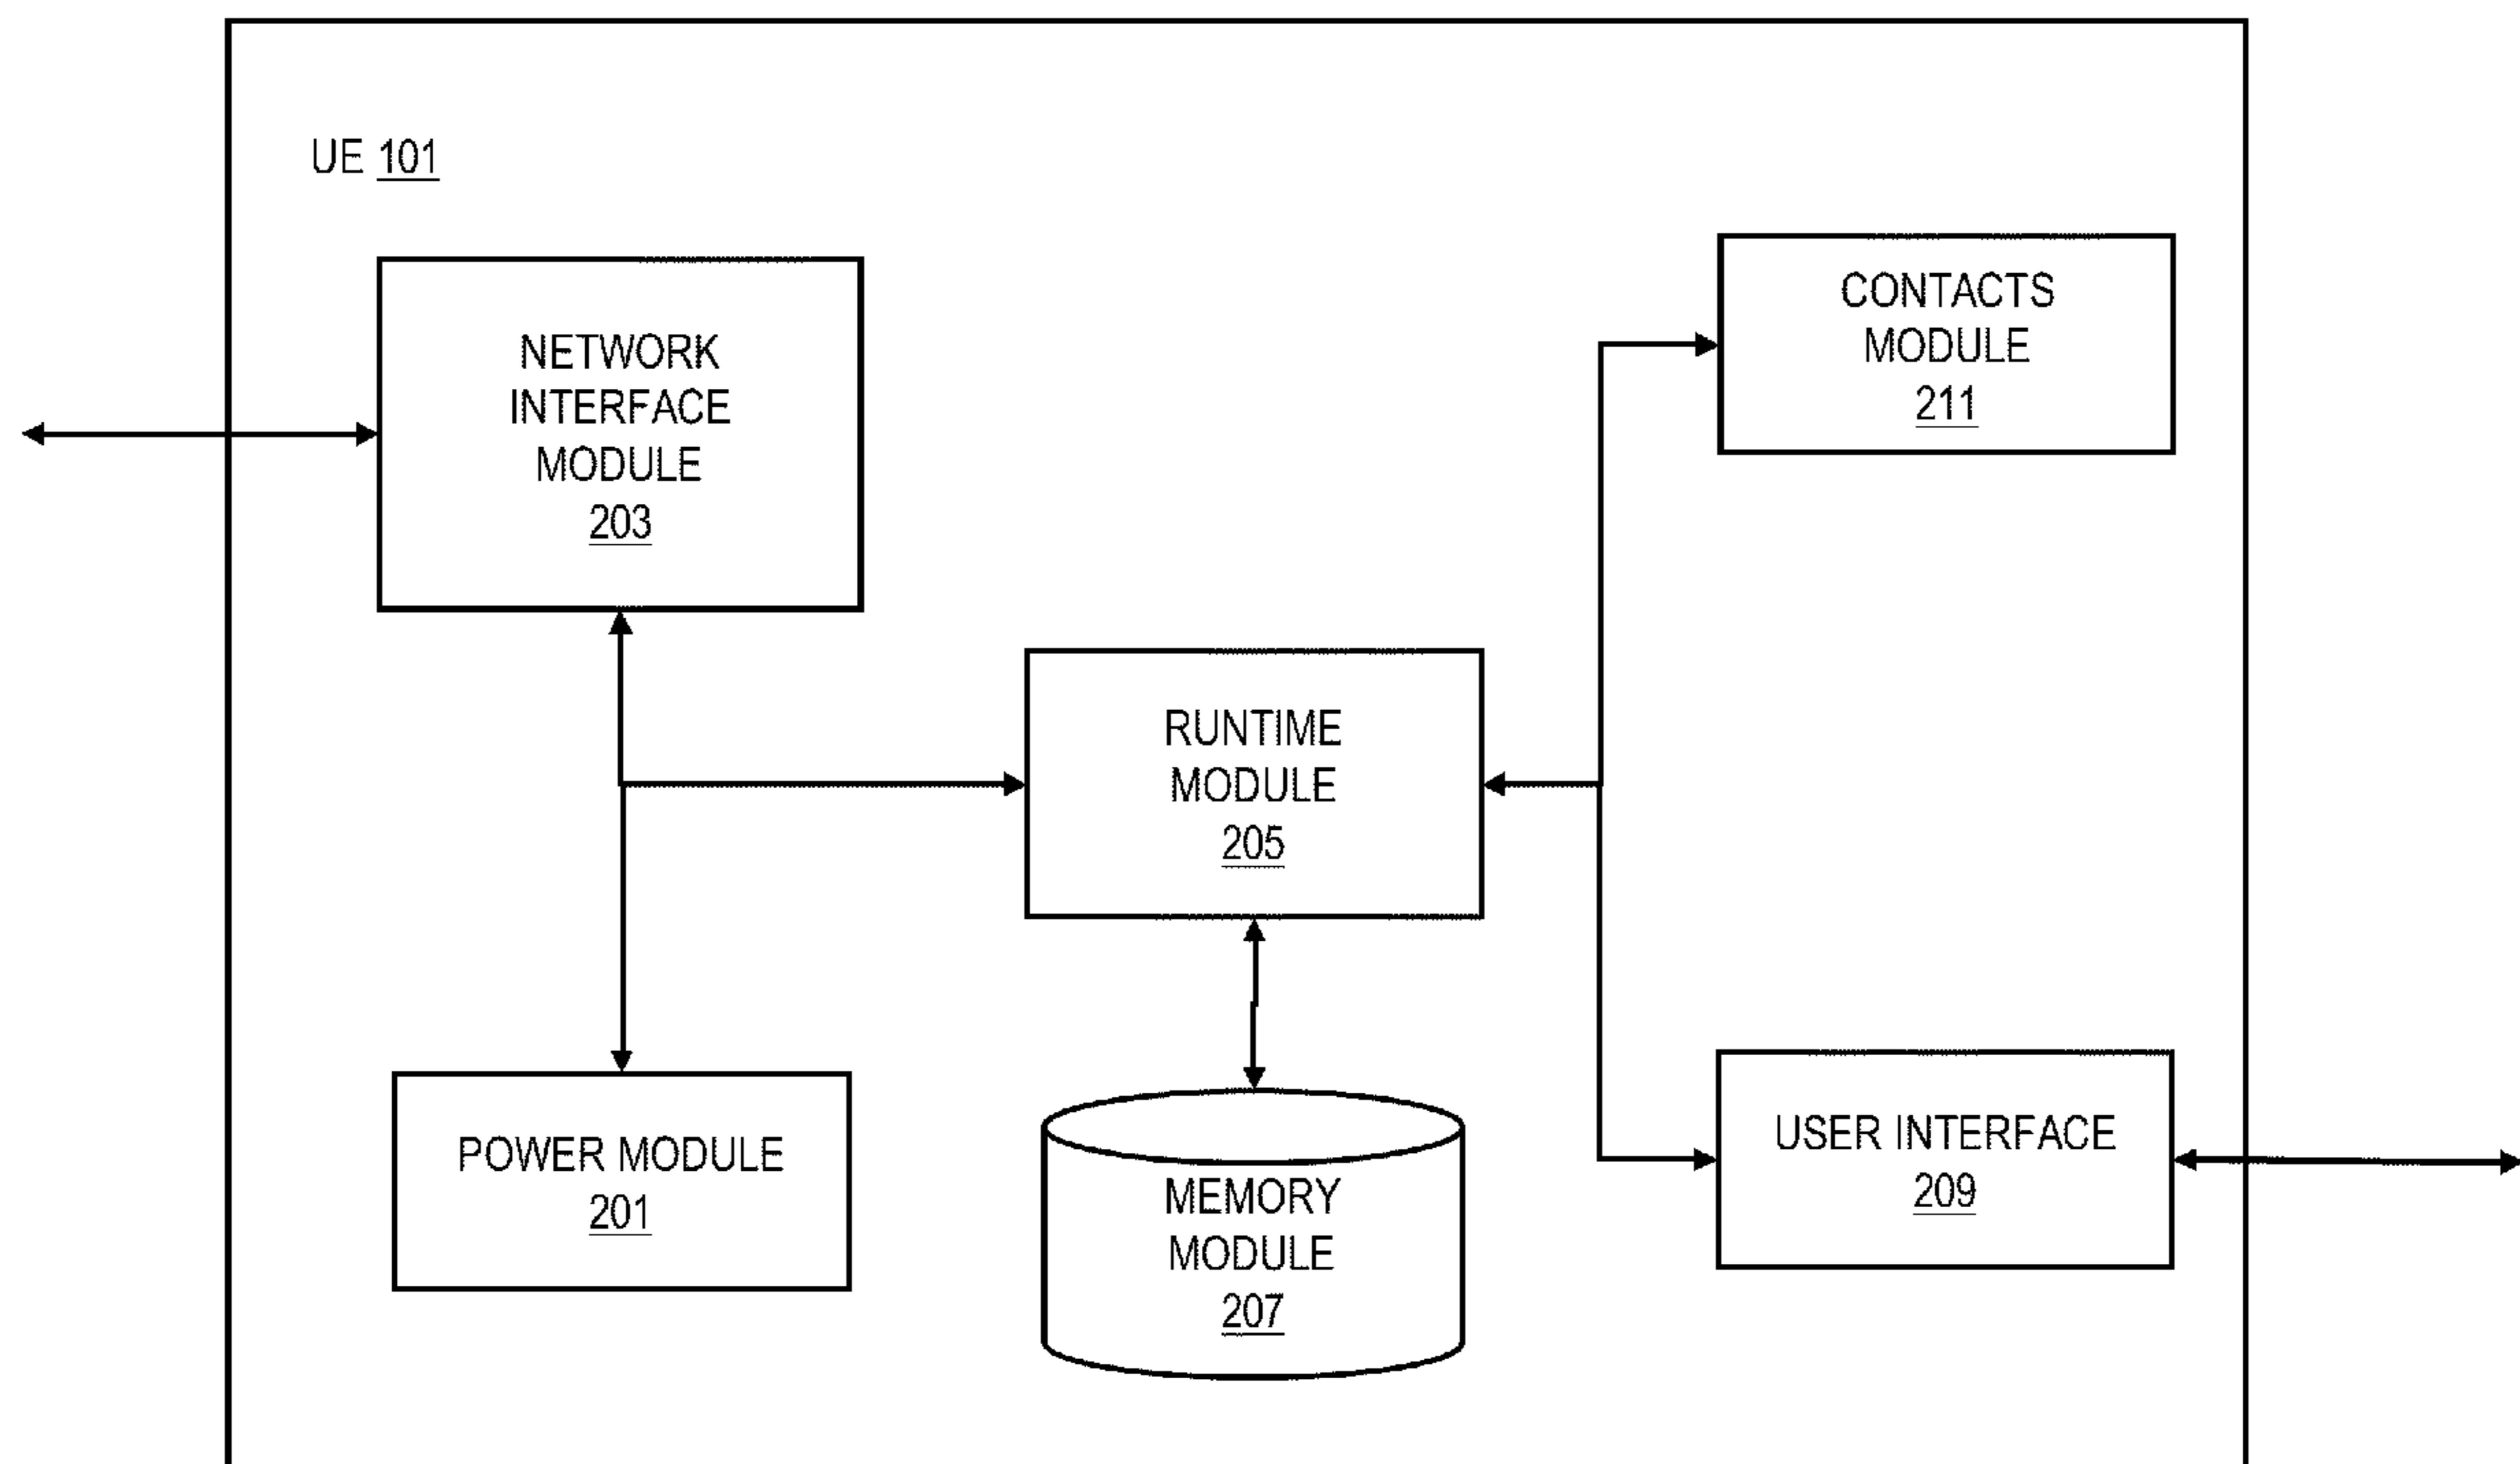 UE 101
NETWORK
INTERFACE
MODULE
203
CONTACTS
MODULE
211
RUNTIME
MODULE
205
POWER MODULE
201
MEMORY
MODULE
207
USER INTERFACE
209